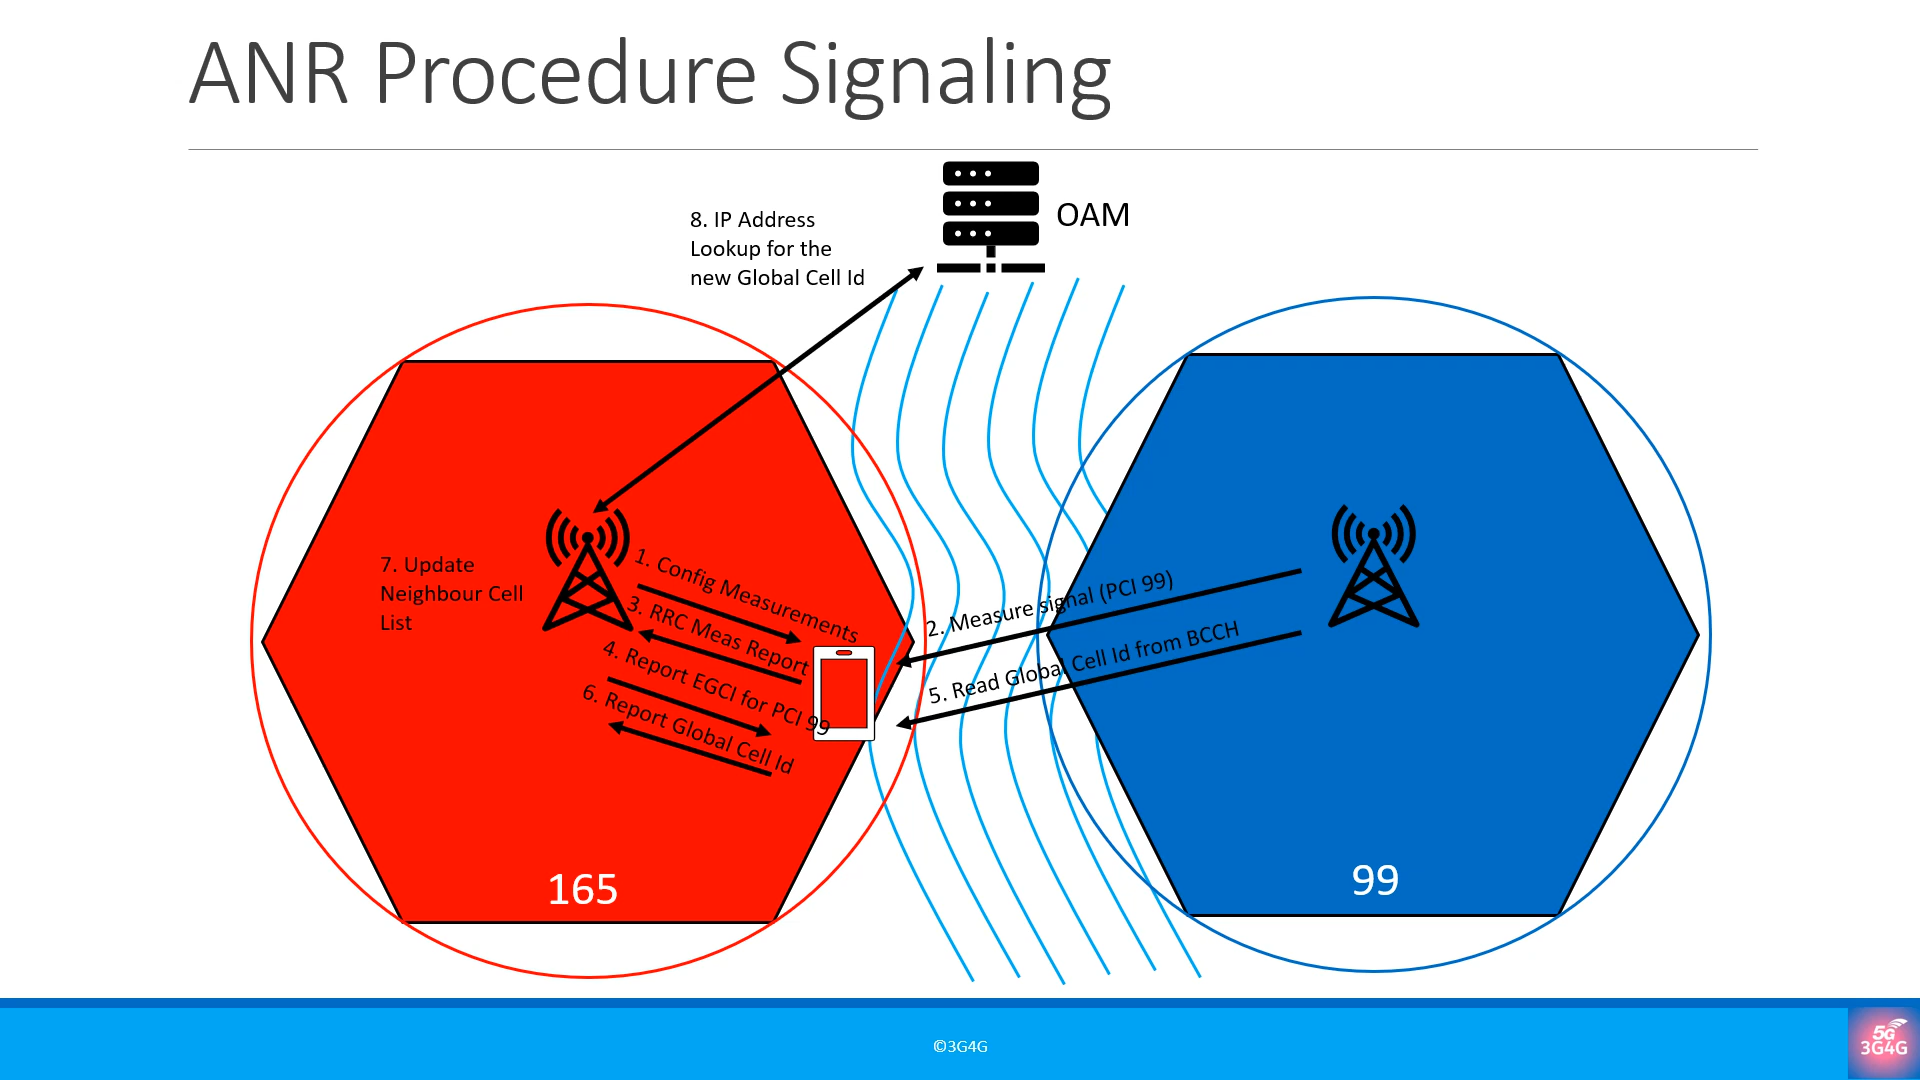 ANR Procedure Signaling
OAM
8. IP Address
Lookup for the
new Global Cell Id
7. Update
Neighbour Cell
List
1. Config Measurements
3. RRC Meas Report
4. Report EGCI for PCI 99
6. Report Global Cell Id
2. Measure signal (PCI 99)
5. Read Global Cell Id from BCCH
165
99
©3G4G
5G
3G4G